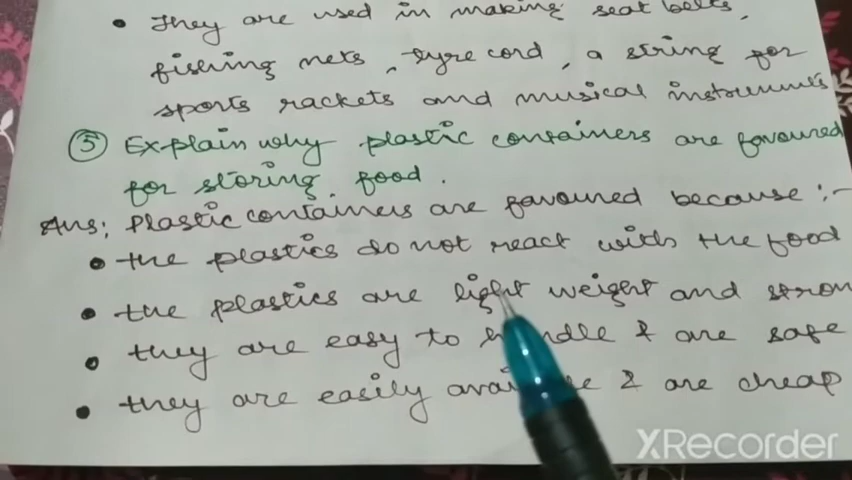 • They are used in making seat belts,
fishing nets, tyre cord, a string for
sports rackets and musical instruments
⑤ Explain why plastic containers are favoured
for storing food.
Ans: Plastic containers are favoured because :-
• the plastics do not react with the food
• the plastics are light weight and stron
• they are easy to handle & are safe
• they are easily & are cheap
XRecorder